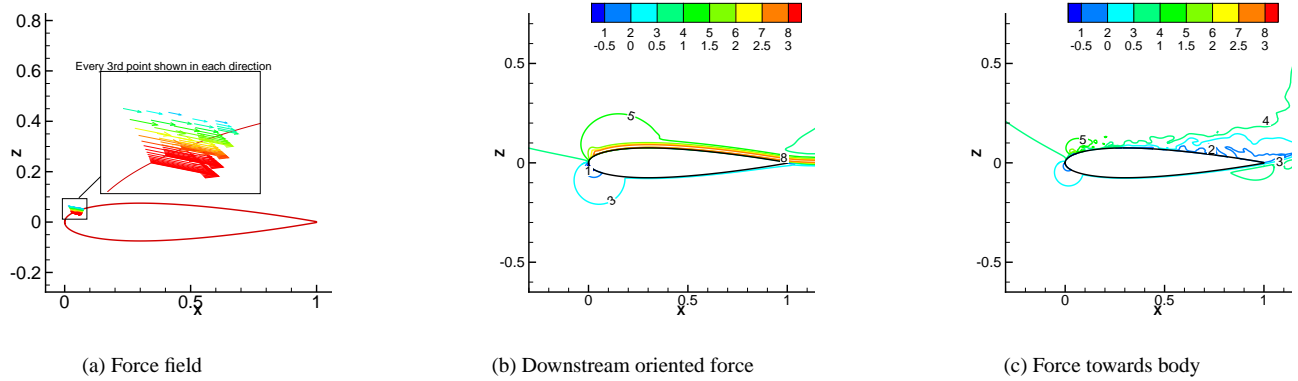 Every 3rd point shown in each direction
0.8
0.6
0.4
0.2
0
-0.2
z
0 0.5 1
x
(a) Force field
1 2 3 4 5 6 7 8
-0.5 0 0.5 1 1.5 2 2.5 3
0.5
0
-0.5
z
5
8
1
3
0 0.5 1
x
(b) Downstream oriented force
1 2 3 4 5 6 7 8
-0.5 0 0.5 1 1.5 2 2.5 3
0.5
0
-0.5
z
4
5
2
3
0 0.5 1
x
(c) Force towards body